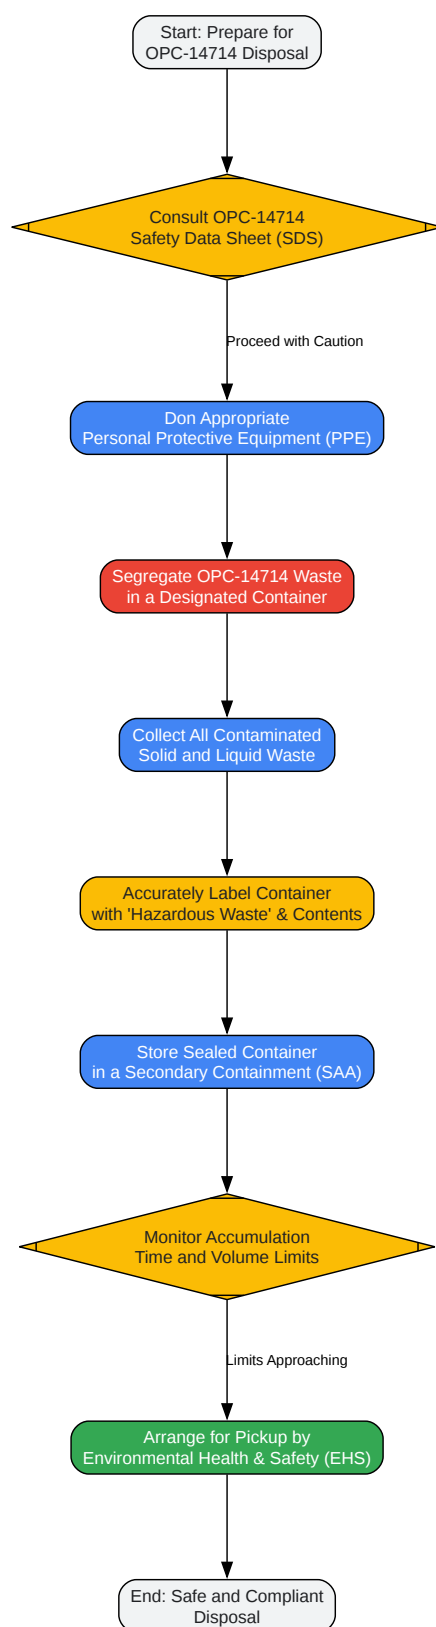 Start: Prepare for
OPC-14714 Disposal
Consult OPC-14714
Safety Data Sheet (SDS)
Proceed with Caution
Don Appropriate
Personal Protective Equipment (PPE)
Segregate OPC-14714 Waste
in a Designated Container
Collect All Contaminated
Solid and Liquid Waste
Accurately Label Container
with 'Hazardous Waste' & Contents
Store Sealed Container
in a Secondary Containment (SAA)
Monitor Accumulation
Time and Volume Limits
Limits Approaching
Arrange for Pickup by
Environmental Health & Safety (EHS)
End: Safe and Compliant
Disposal